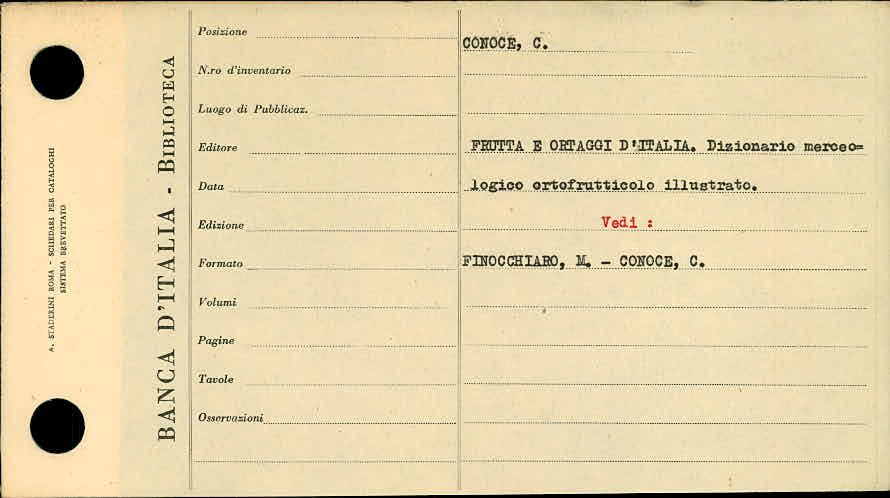 A. STADERINI ROMA - SCHEDARI PER CATALOGHI
SISTEMA BREVETTATO
BANCA D'ITALIA - BIBLIOTECA
Posizione
N.ro d'inventario
Luogo di Pubblicaz.
Editore
Data
Edizione
Formato
Volumi
Pagine
Tavole
Osservazioni
CONOCE, C.
FRUTTA E ORTAGGI D'ITALIA. Dizionario merceo=
logico ortofrutticolo illustrato.
Vedi :
FINOCCHIARO, M. - CONOCE, C.